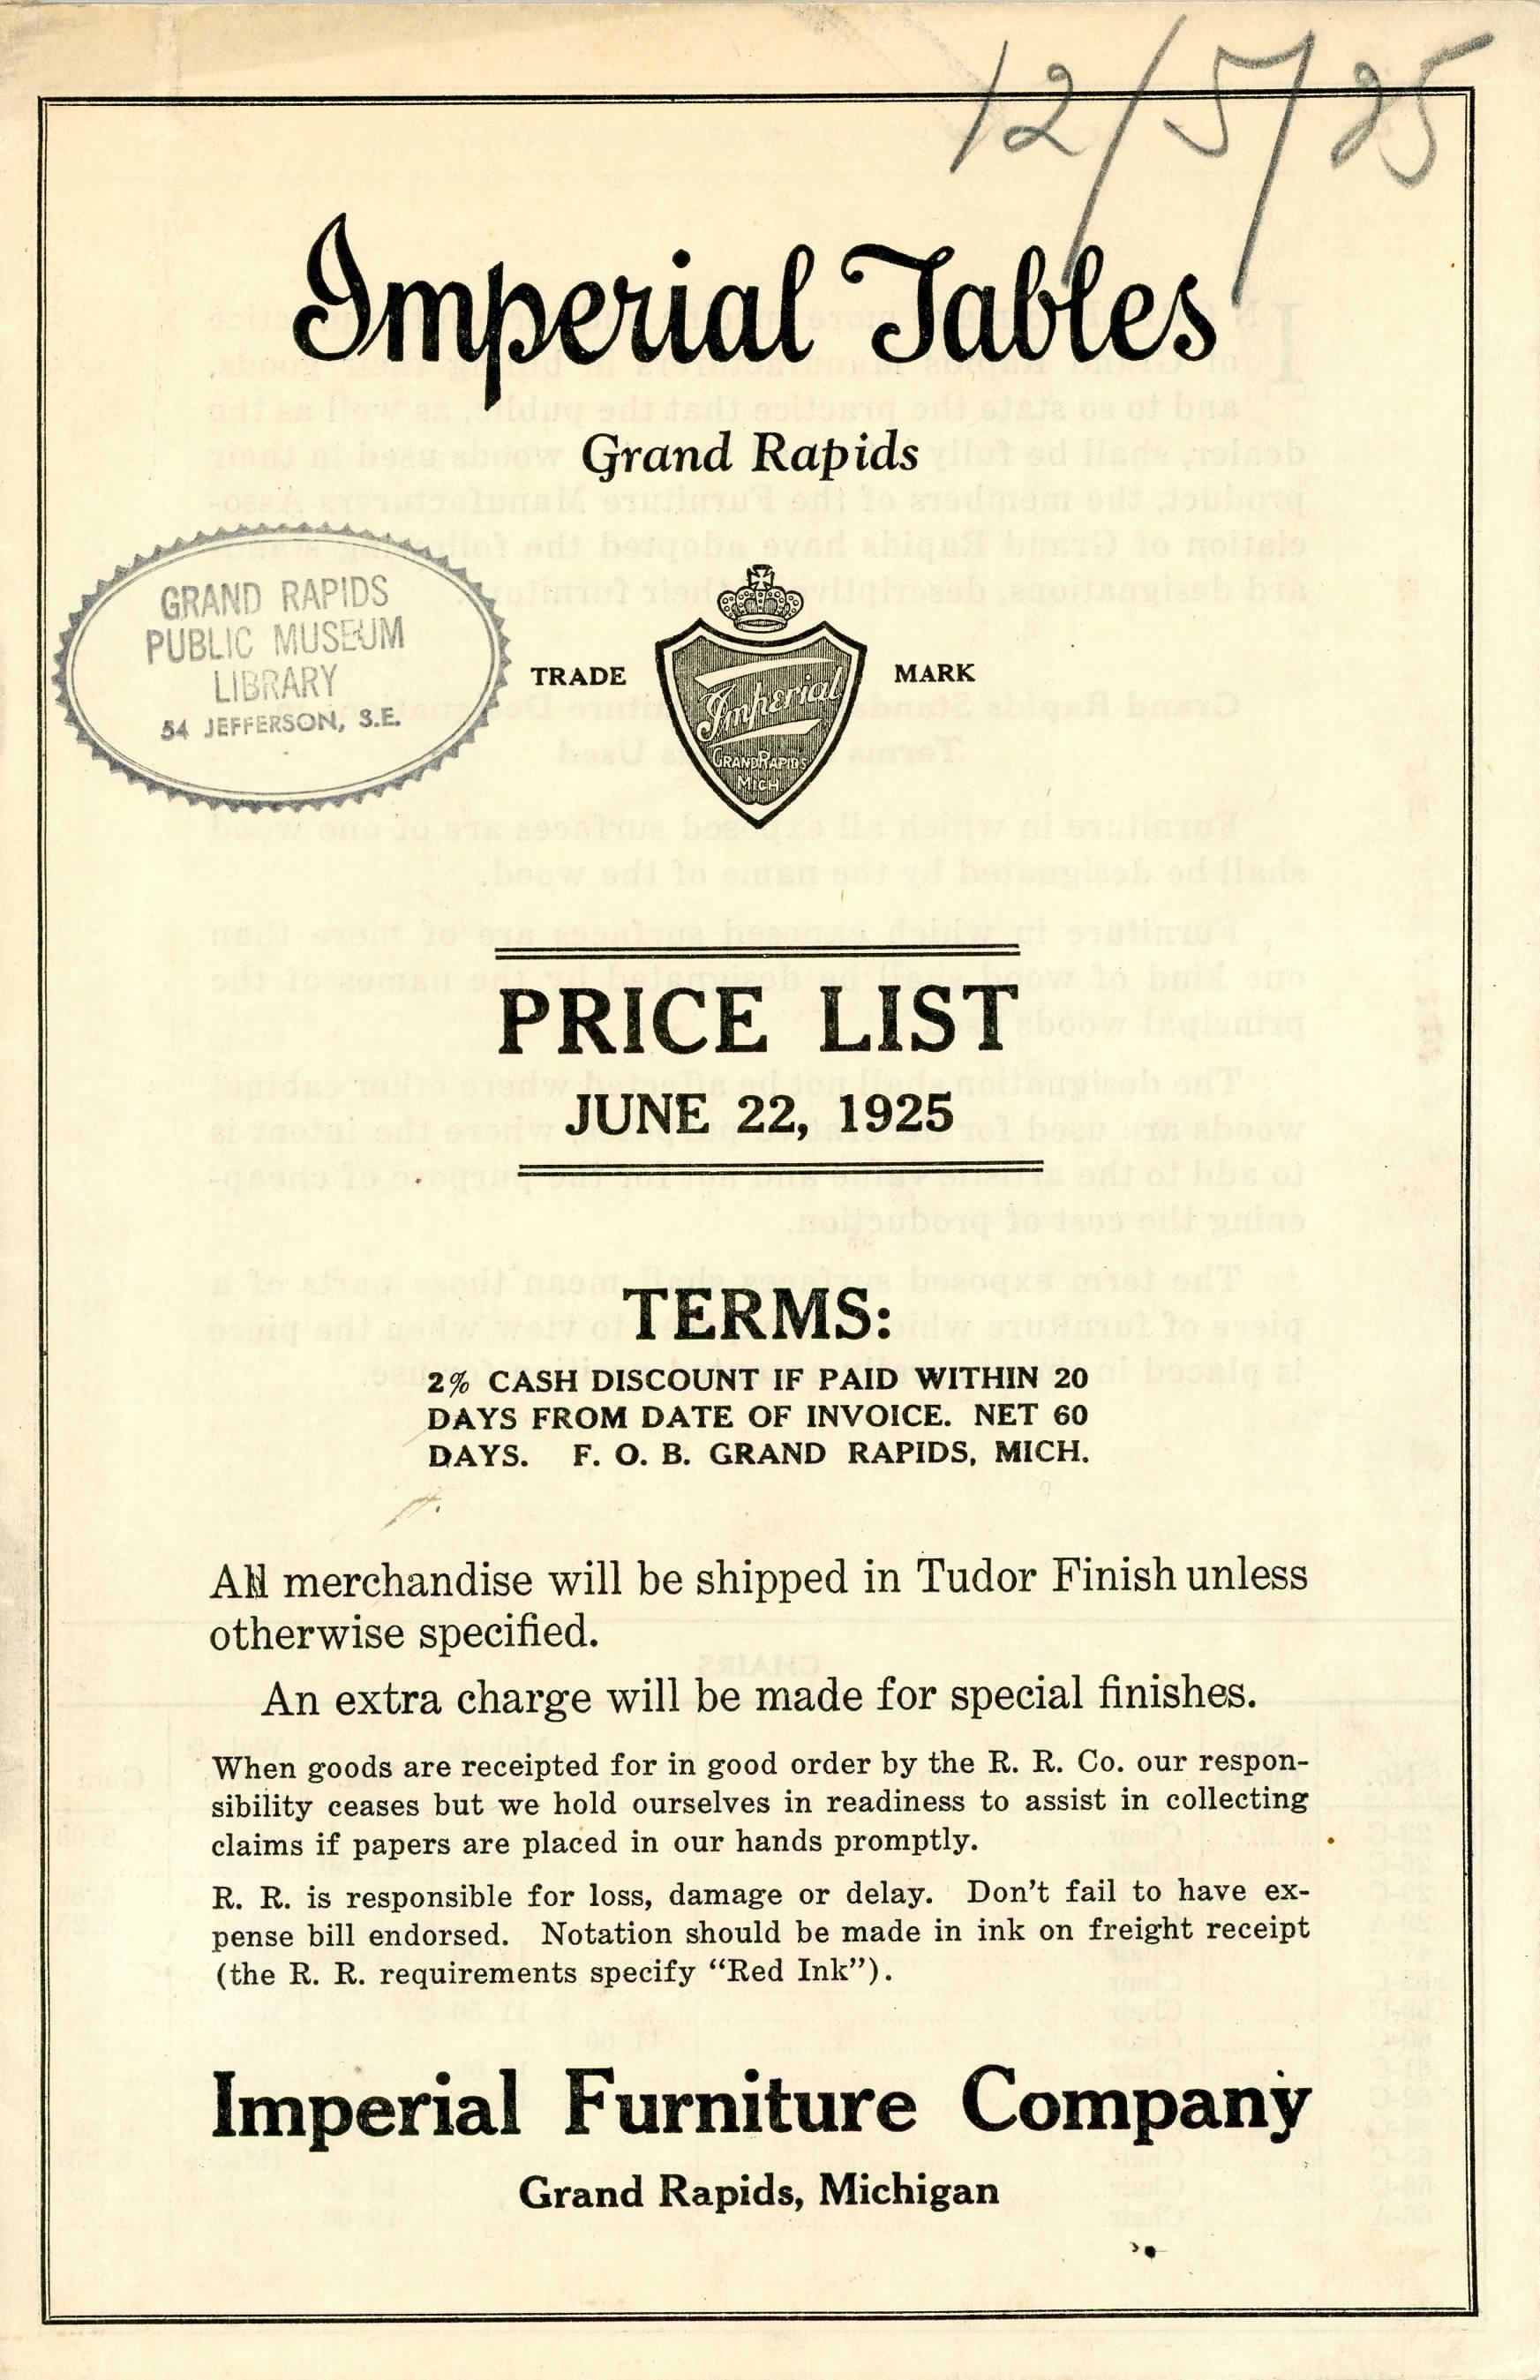 12/5/25
Imperial Tables
Grand Rapids
GRAND RAPIDS
PUBLIC MUSEUM
LIBRARY
54 JEFFERSON, S.E.
TRADE MARK
Imperial
GRAND RAPIDS
MICH.
PRICE LIST
JUNE 22, 1925
TERMS:
2% CASH DISCOUNT IF PAID WITHIN 20
DAYS FROM DATE OF INVOICE. NET 60
DAYS. F. O. B. GRAND RAPIDS, MICH.
All merchandise will be shipped in Tudor Finish unless
otherwise specified.
An extra charge will be made for special finishes.
When goods are receipted for in good order by the R. R. Co. our respon-
sibility ceases but we hold ourselves in readiness to assist in collecting
claims if papers are placed in our hands promptly.
R. R. is responsible for loss, damage or delay. Don't fail to have ex-
pense bill endorsed. Notation should be made in ink on freight receipt
(the R. R. requirements specify “Red Ink”).
Imperial Furniture Company
Grand Rapids, Michigan